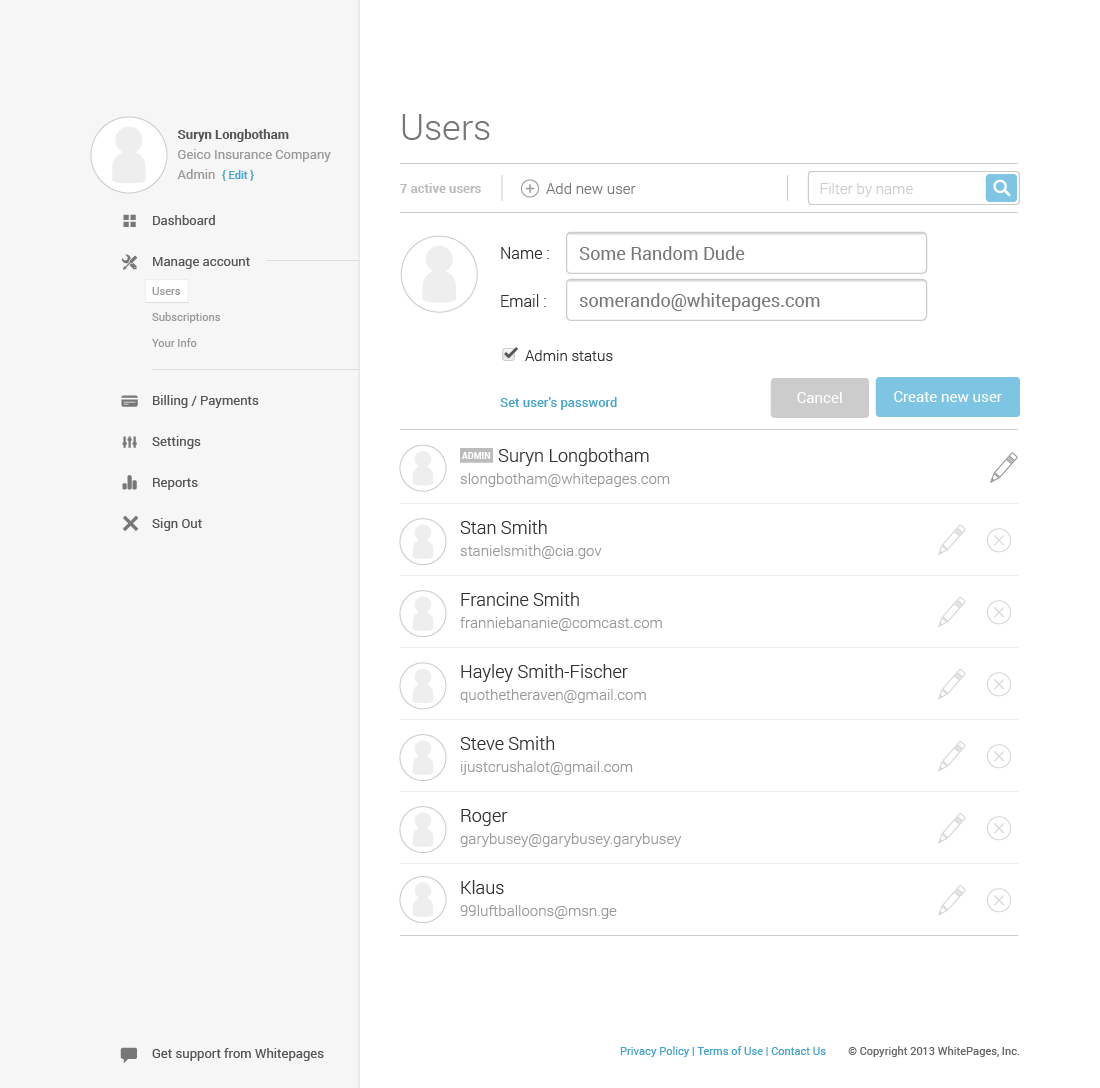 Suryn Longbotham
Geico Insurance Company
Admin { Edit }
Dashboard
Manage account
Users
Subscriptions
Your Info
Billing / Payments
Settings
Reports
Sign Out
Get support from Whitepages
Users
7 active users
Add new user
Filter by name
Name :
Some Random Dude
Email :
somerando@whitepages.com
Admin status
Set user's password
Cancel
Create new user
ADMIN Suryn Longbotham
slongbotham@whitepages.com
Stan Smith
stanielsmith@cia.gov
Francine Smith
franniebananie@comcast.com
Hayley Smith-Fischer
quothetheraven@gmail.com
Steve Smith
ijustcrushalot@gmail.com
Roger
garybusey@garybusey.garybusey
Klaus
99luftballoons@msn.ge
Privacy Policy | Terms of Use | Contact Us
© Copyright 2013 WhitePages, Inc.